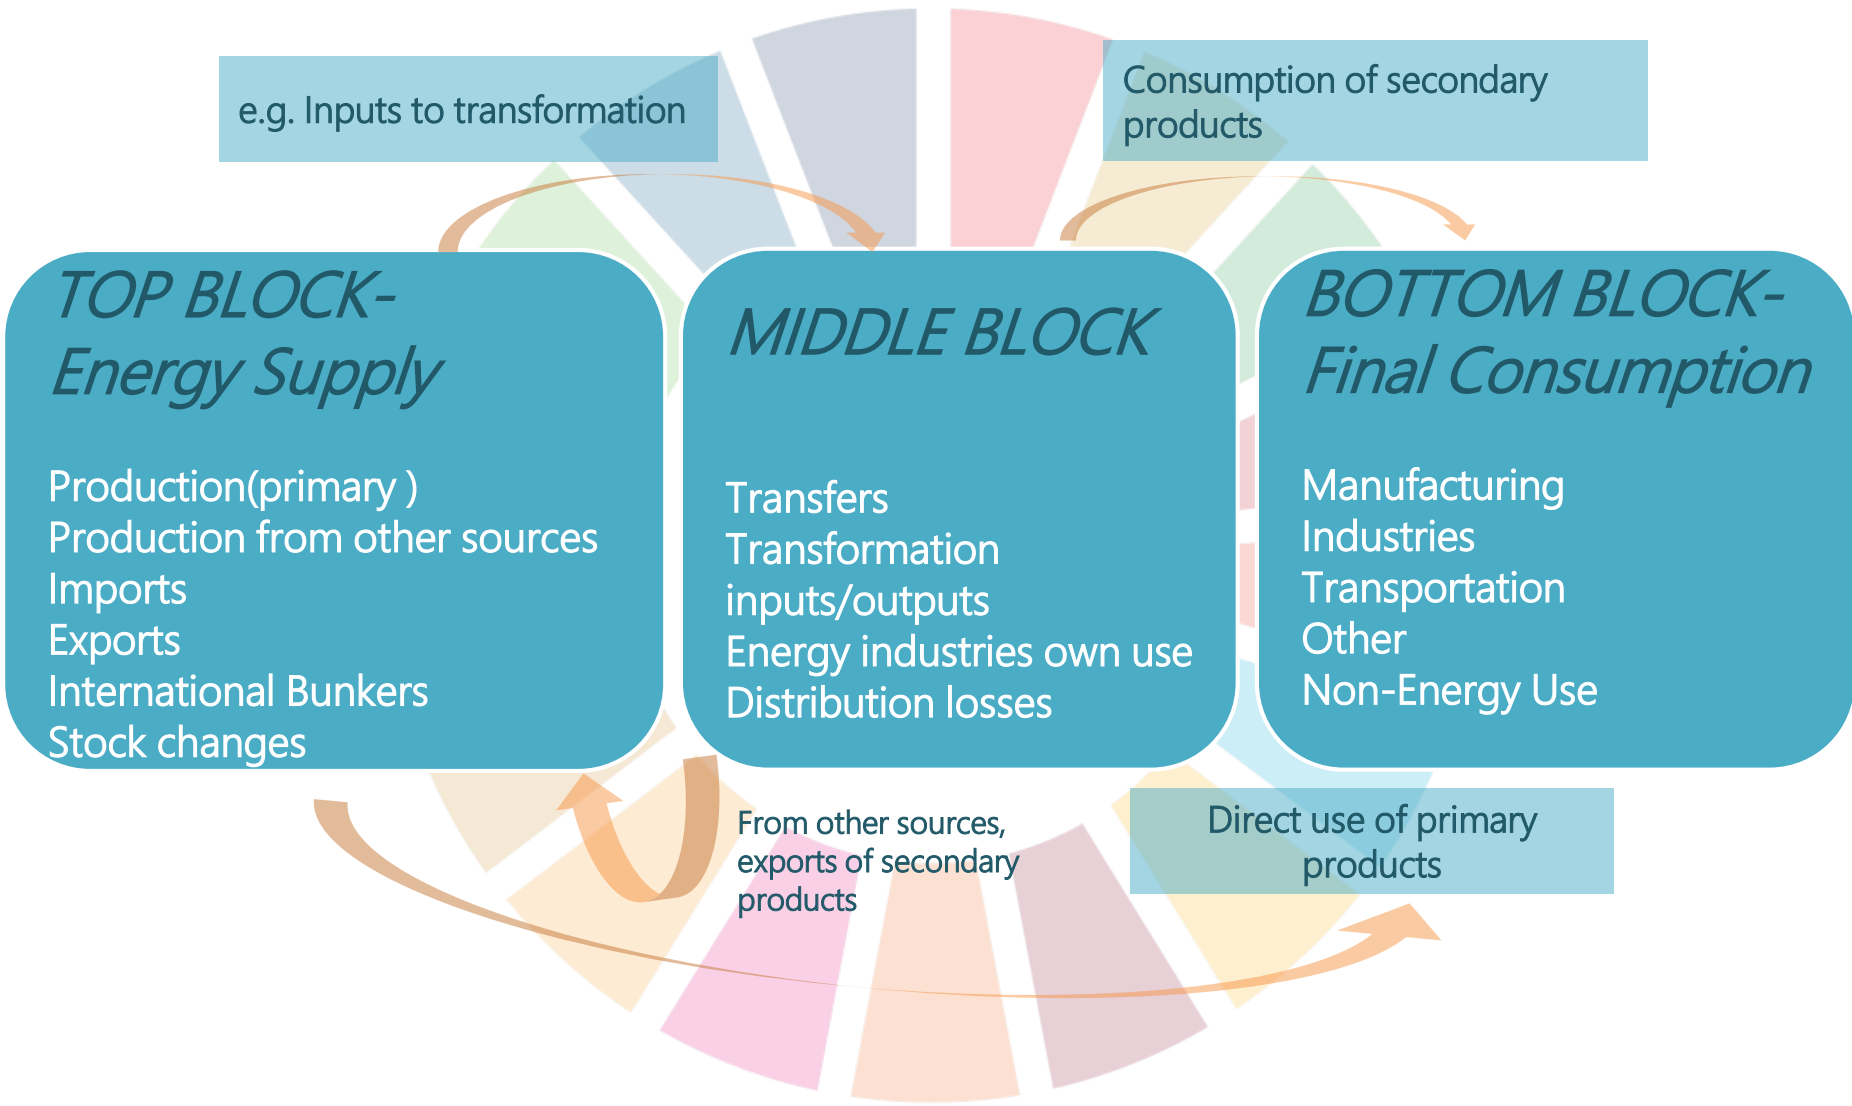 e.g. Inputs to transformation
Consumption of secondary
products
TOP BLOCK-
Energy Supply
Production(primary )
Production from other sources
Imports
Exports
International Bunkers
Stock changes
MIDDLE BLOCK
Transfers
Transformation
inputs/outputs
Energy industries own use
Distribution losses
BOTTOM BLOCK-
Final Consumption
Manufacturing
Industries
Transportation
Other
Non-Energy Use
From other sources,
exports of secondary
products
Direct use of primary
products